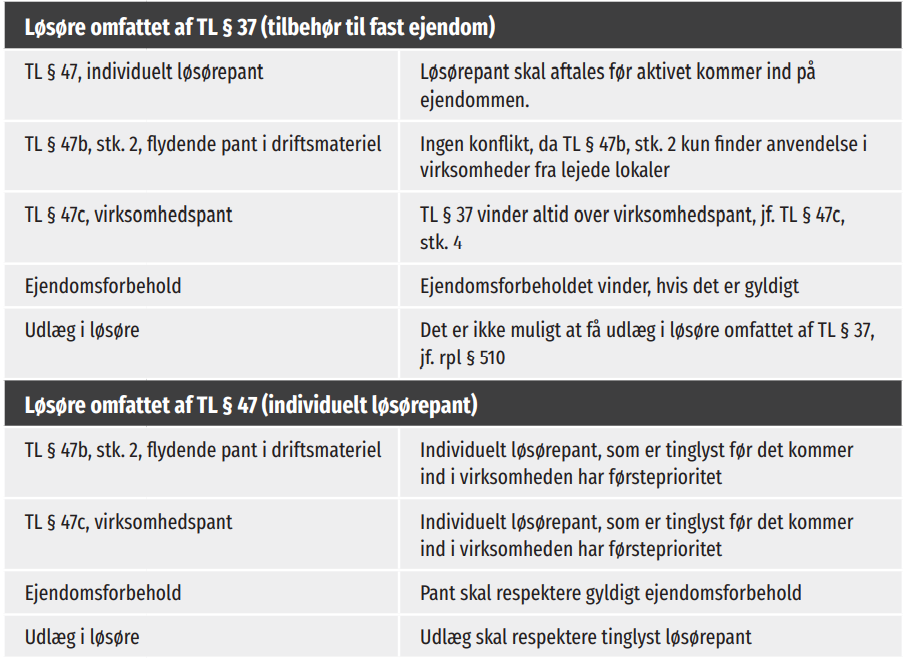 Løsøre omfattet af TL § 37 (tilbehør til fast ejendom)
TL § 47, individuelt løsørepant
Løsørepant skal aftales før aktivet kommer ind på
ejendommen.
TL § 47b, stk. 2, flydende pant i driftsmateriel
Ingen konflikt, da TL § 47b, stk. 2 kun finder anvendelse i
virksomheder fra lejede lokaler
TL § 47c, virksomhedspant
TL § 37 vinder altid over virksomhedspant, jf. TL § 47c,
stk. 4
Ejendomsforbehold
Ejendomsforbeholdet vinder, hvis det er gyldigt
Udlæg i løsøre
Det er ikke muligt at få udlæg i løsøre omfattet af TL § 37,
jf. rpl § 510
Løsøre omfattet af TL § 47 (individuelt løsørepant)
TL § 47b, stk. 2, flydende pant i driftsmateriel
Individuelt løsørepant, som er tinglyst før det kommer
ind i virksomheden har førsteprioritet
TL § 47c, virksomhedspant
Individuelt løsørepant, som er tinglyst før det kommer
ind i virksomheden har førsteprioritet
Ejendomsforbehold
Pant skal respektere gyldigt ejendomsforbehold
Udlæg i løsøre
Udlæg skal respektere tinglyst løsørepant